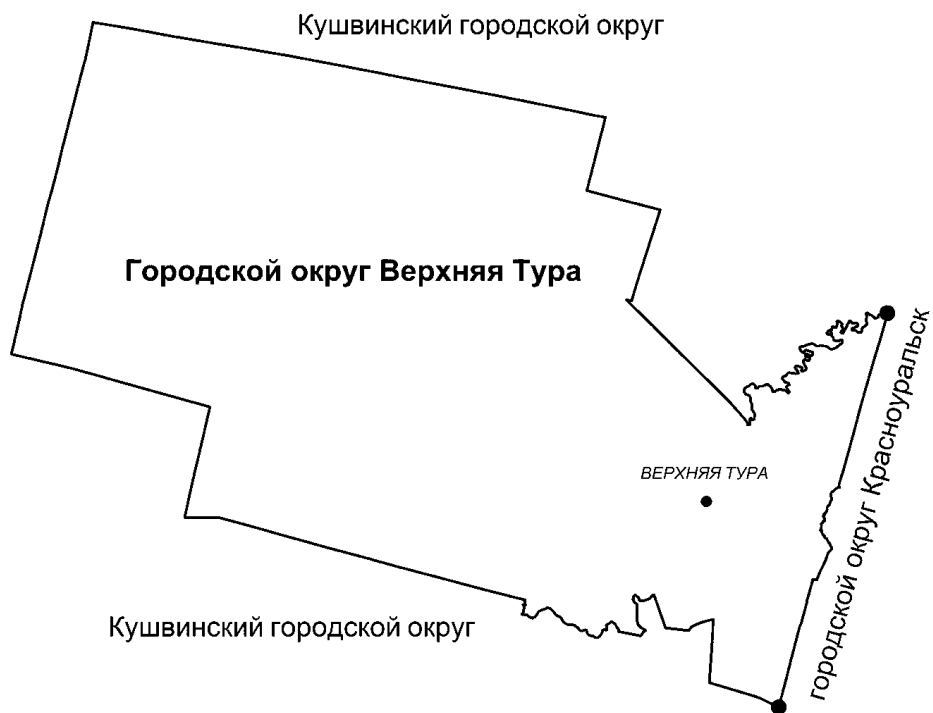 Кушвинский городской округ
Городской округ Верхняя Тура
городской округ Красноуральск
ВЕРХНЯЯ ТУРА
Кушвинский городской округ